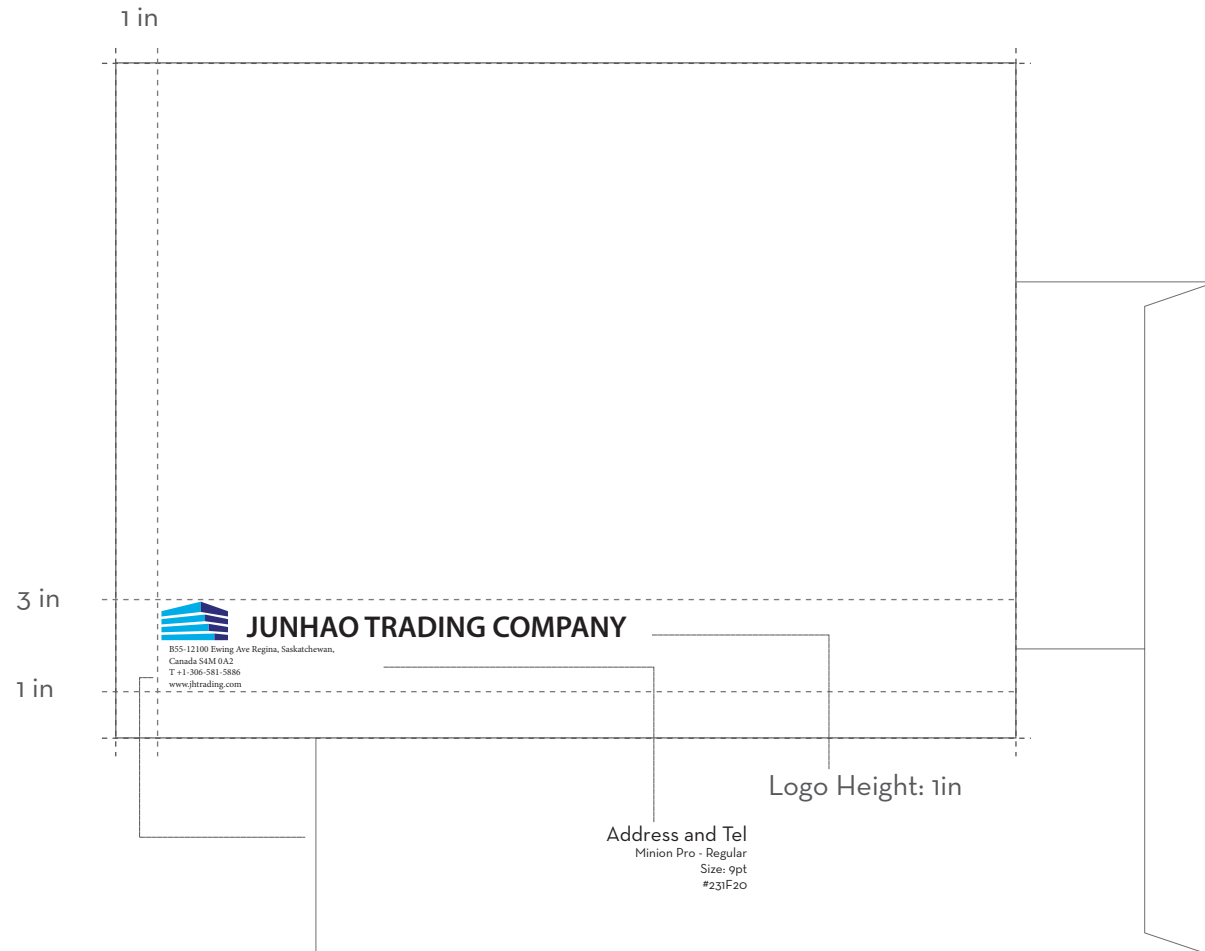 1 in
3 in
JUNHAO TRADING COMPANY
B55-12100 Ewing Ave Regina, Saskatchewan,
Canada S4M 0A2
T +1-306-581-5886
www.jhtrading.com
1 in
Logo Height: 1in
Address and Tel
Minion Pro - Regular
Size: 9pt
#231F20